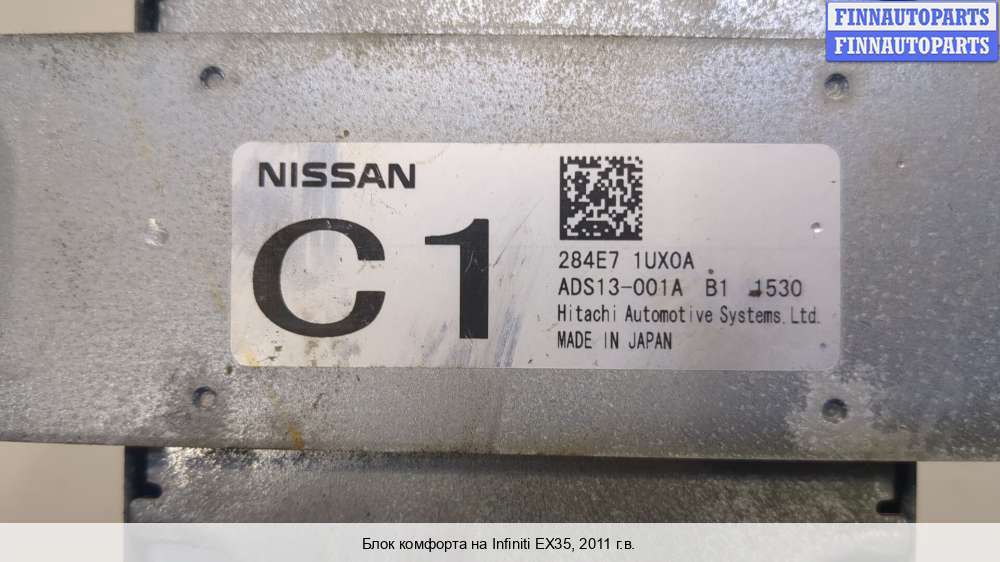 FINNAUTOPARTS
FINNAUTOPARTS
NISSAN
C1
284E7 1UX0A
ADS13-001A B1 1530
Hitachi Automotive Systems, Ltd.
MADE IN JAPAN
Блок комфорта на Infiniti EX35, 2011 г.в.